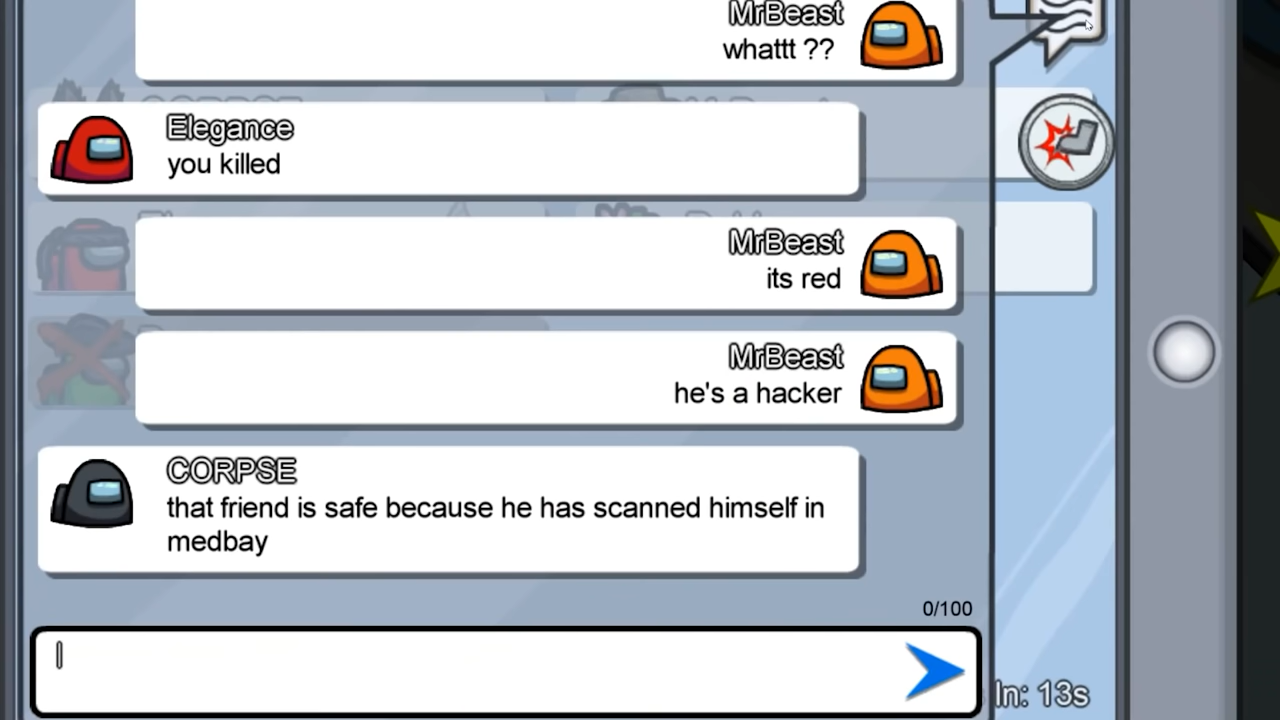 MrBeast
whattt ??
Elegance
you killed
MrBeast
its red
MrBeast
he's a hacker
CORPSE
that friend is safe because he has scanned himself in
medbay
0/100
In: 13s